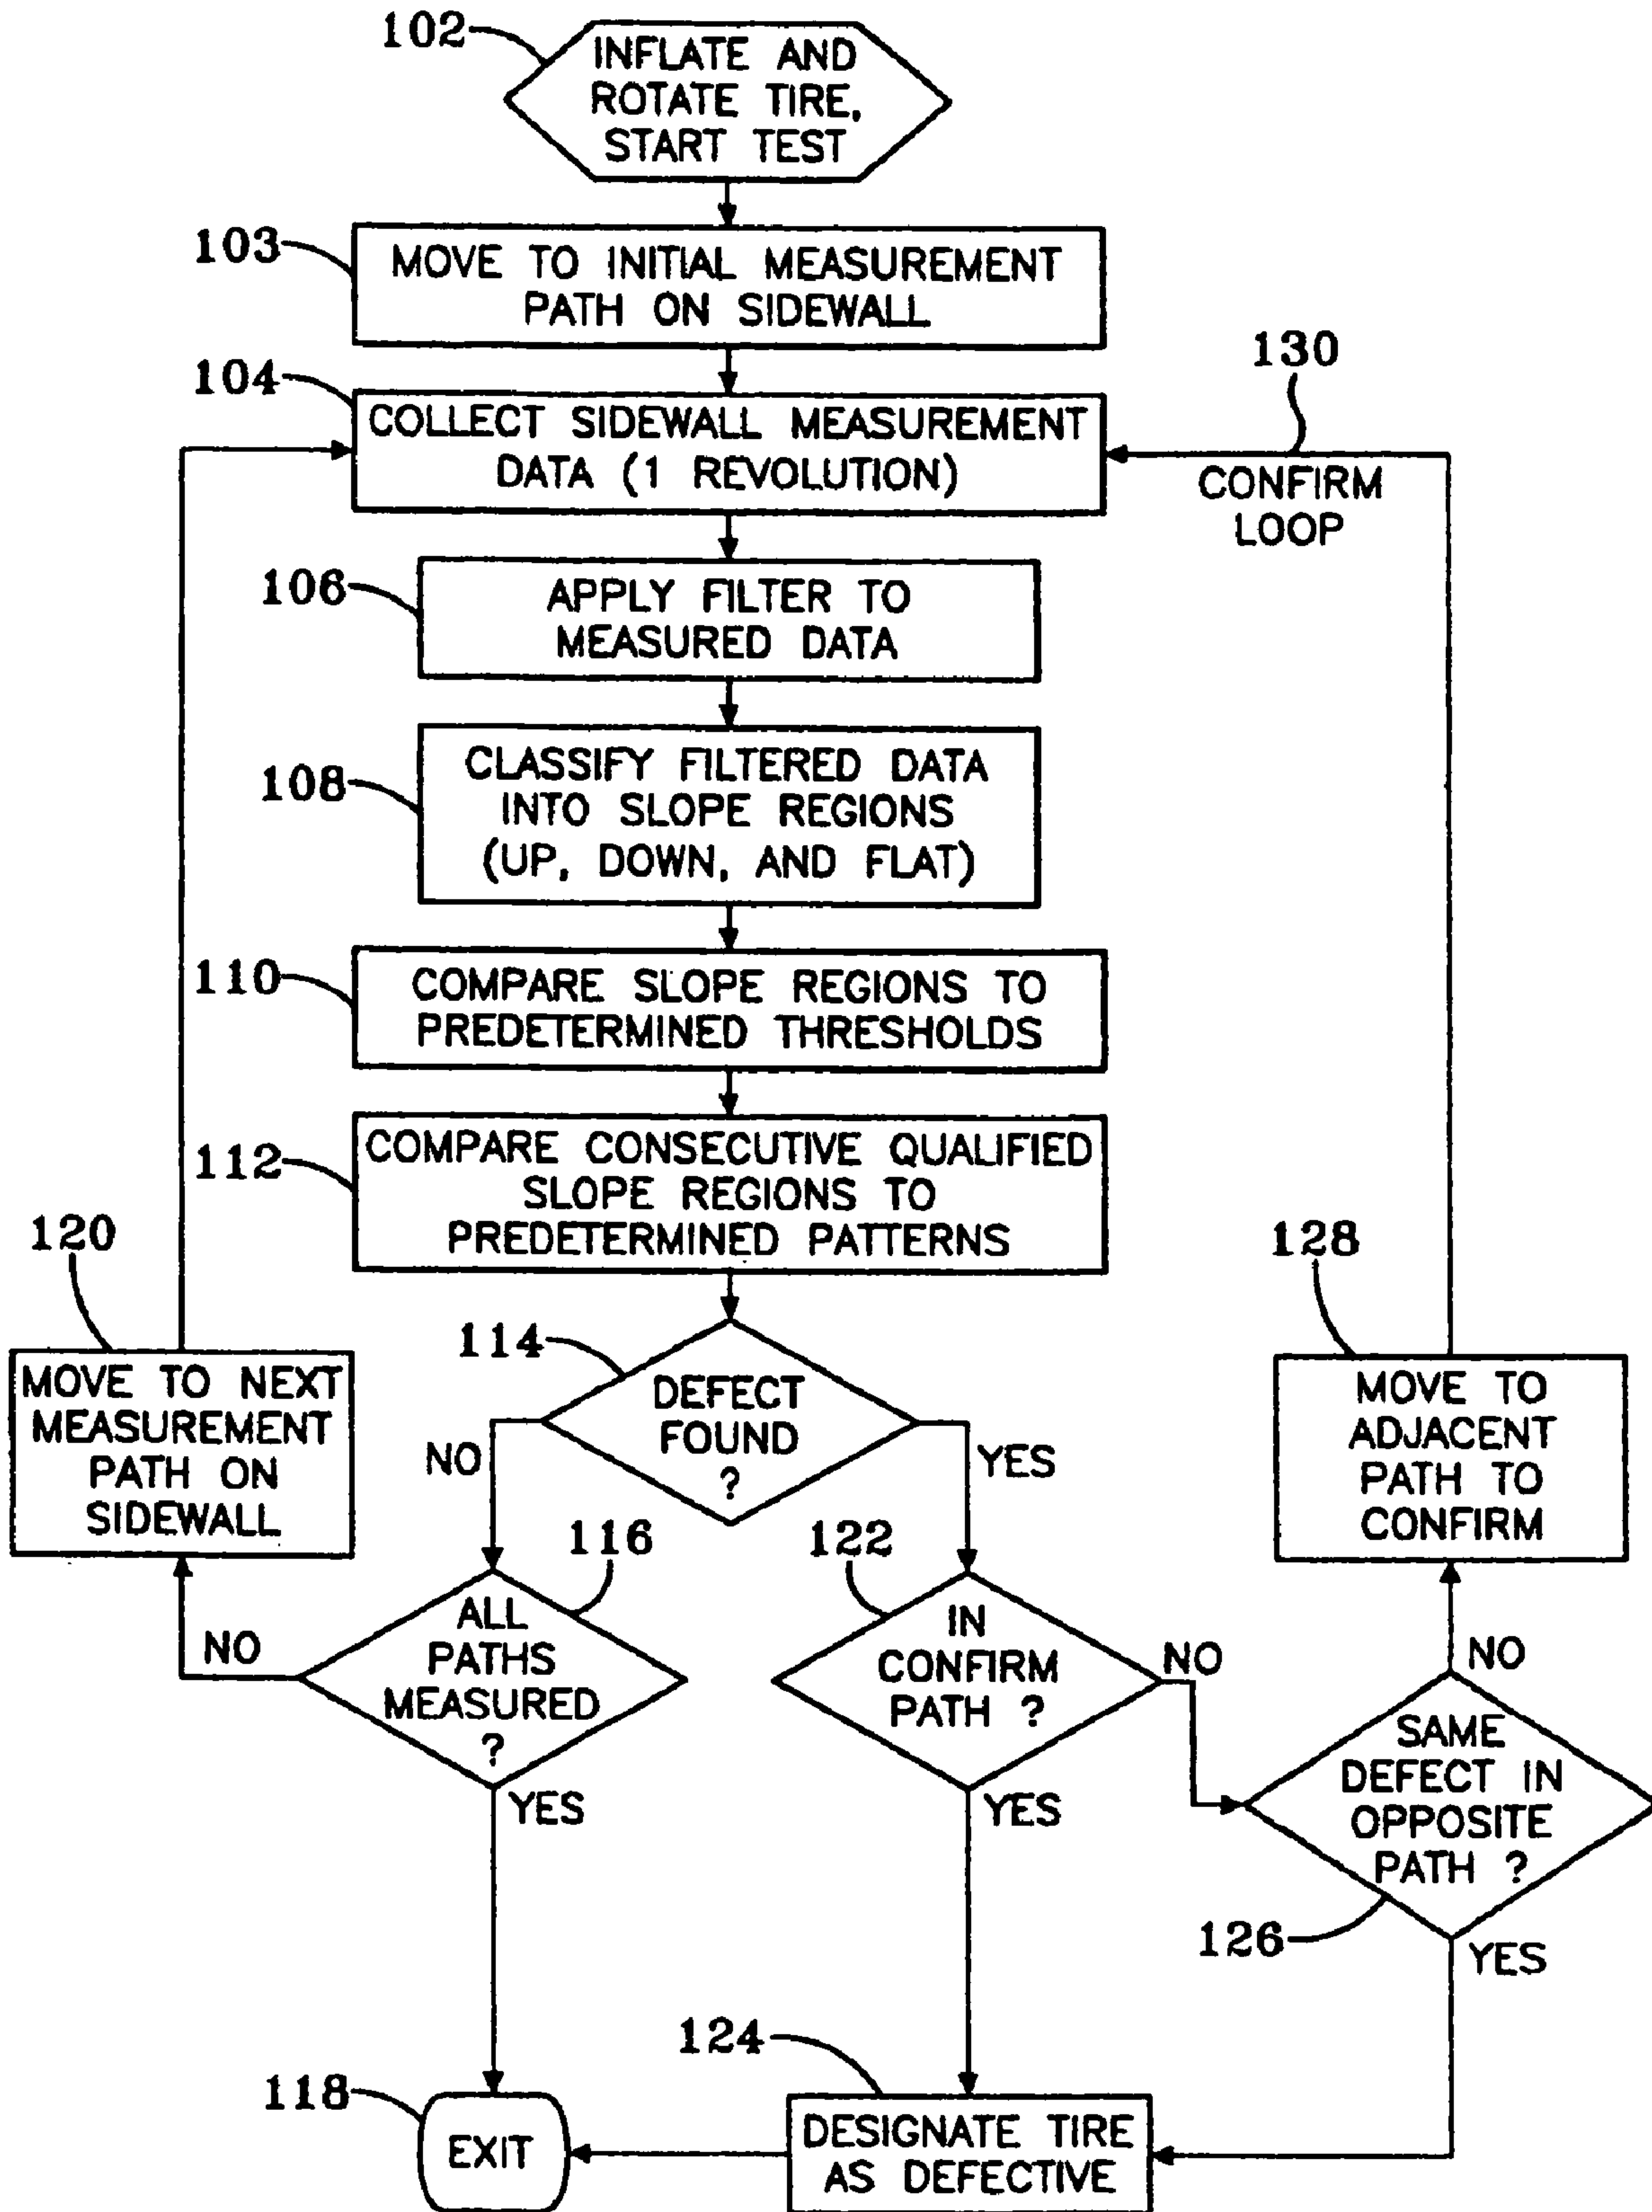 102
INFLATE AND
ROTATE TIRE,
START TEST
103
MOVE TO INITIAL MEASUREMENT
PATH ON SIDEWALL
104
COLLECT SIDEWALL MEASUREMENT
DATA (1 REVOLUTION)
130
CONFIRM
LOOP
106
APPLY FILTER TO
MEASURED DATA
108
CLASSIFY FILTERED DATA
INTO SLOPE REGIONS
(UP, DOWN, AND FLAT)
110
COMPARE SLOPE REGIONS TO
PREDETERMINED THRESHOLDS
112
COMPARE CONSECUTIVE QUALIFIED
SLOPE REGIONS TO
PREDETERMINED PATTERNS
120
MOVE TO NEXT
MEASUREMENT
PATH ON
SIDEWALL
114
DEFECT
FOUND
?
NO
YES
128
MOVE TO
ADJACENT
PATH TO
CONFIRM
116
ALL
PATHS
MEASURED
?
NO
YES
122
IN
CONFIRM
PATH ?
NO
YES
NO
SAME
DEFECT IN
OPPOSITE
PATH ?
126
YES
118
EXIT
124
DESIGNATE TIRE
AS DEFECTIVE